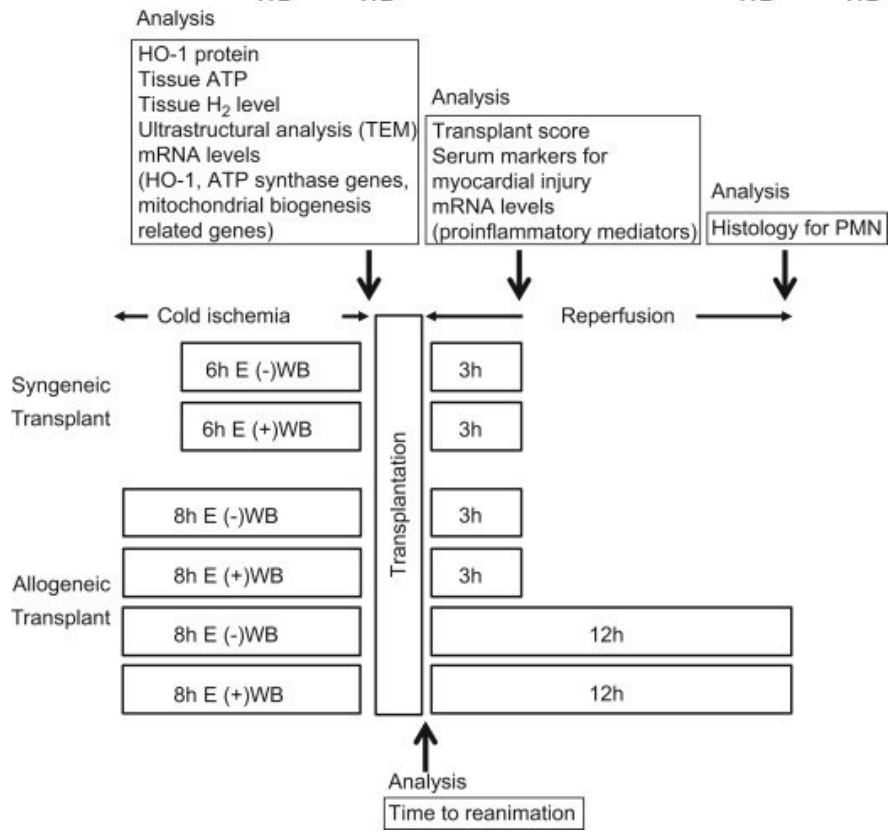 Analysis
HO-1 protein
Tissue ATP
Tissue H₂ level
Ultrastructural analysis (TEM)
mRNA levels
(HO-1, ATP synthase genes,
mitochondrial biogenesis
related genes)
Analysis
Transplant score
Serum markers for
myocardial injury
mRNA levels
(proinflammatory mediators)
Analysis
Histology for PMN
Cold ischemia
Reperfusion
Syngeneic
Transplant
6h E (-)WB
3h
6h E (+)WB
3h
Transplantation
Allogeneic
Transplant
8h E (-)WB
3h
8h E (+)WB
3h
8h E (-)WB
12h
8h E (+)WB
12h
Analysis
Time to reanimation